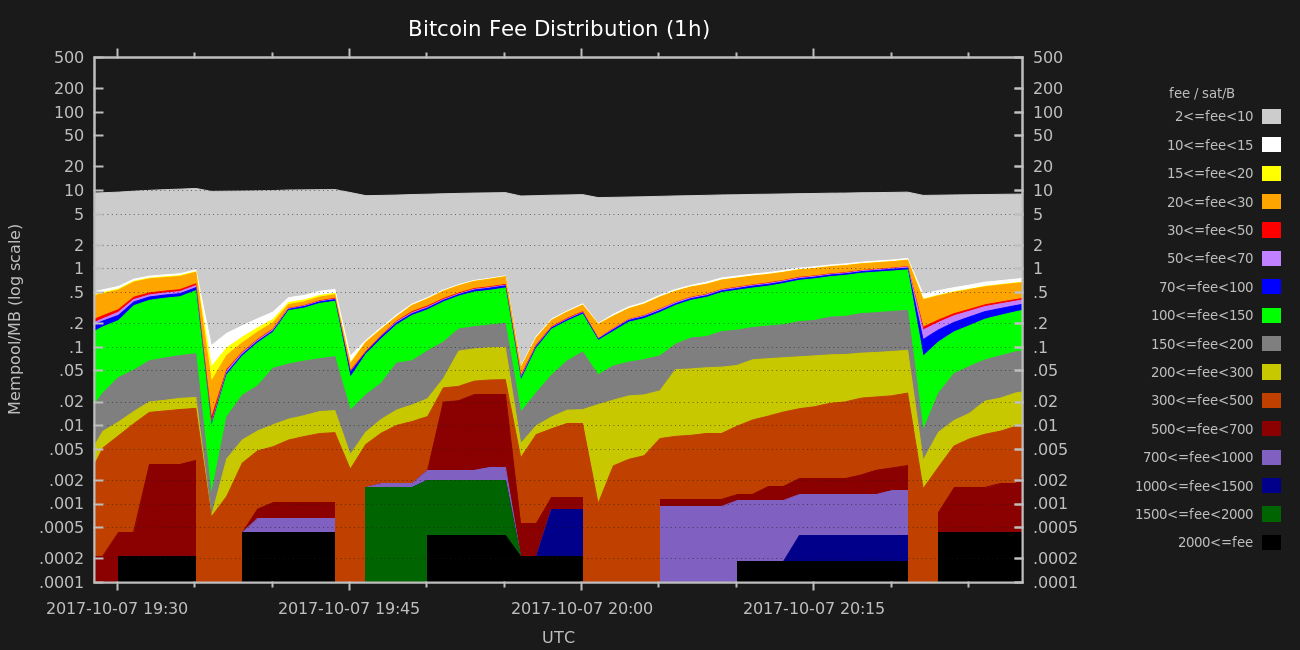 Bitcoin Fee Distribution (1h)
500 500
200 200
100 100
50 50
20 20
10 10
5 5
2 2
1 1
.5 .5
.2 .2
.1 .1
.05 .05
.02 .02
.01 .01
.005 .005
.002 .002
.001 .001
.0005 .0005
.0002 .0002
.0001 .0001
Mempool/MB (log scale)
2017-10-07 19:30 2017-10-07 19:45 2017-10-07 20:00 2017-10-07 20:15
UTC
fee / sat/B
2<=fee<10
10<=fee<15
15<=fee<20
20<=fee<30
30<=fee<50
50<=fee<70
70<=fee<100
100<=fee<150
150<=fee<200
200<=fee<300
300<=fee<500
500<=fee<700
700<=fee<1000
1000<=fee<1500
1500<=fee<2000
2000<=fee